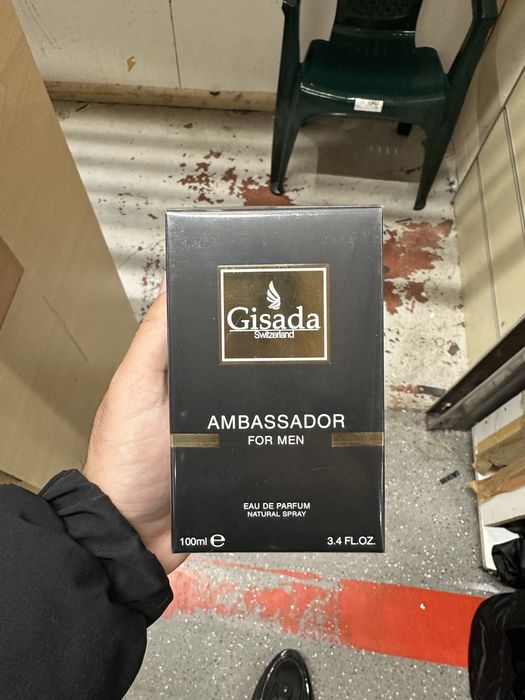 Gisada
Switzerland
AMBASSADOR
FOR MEN
EAU DE PARFUM
NATURAL SPRAY
100ml ℮
3.4 FL.OZ.